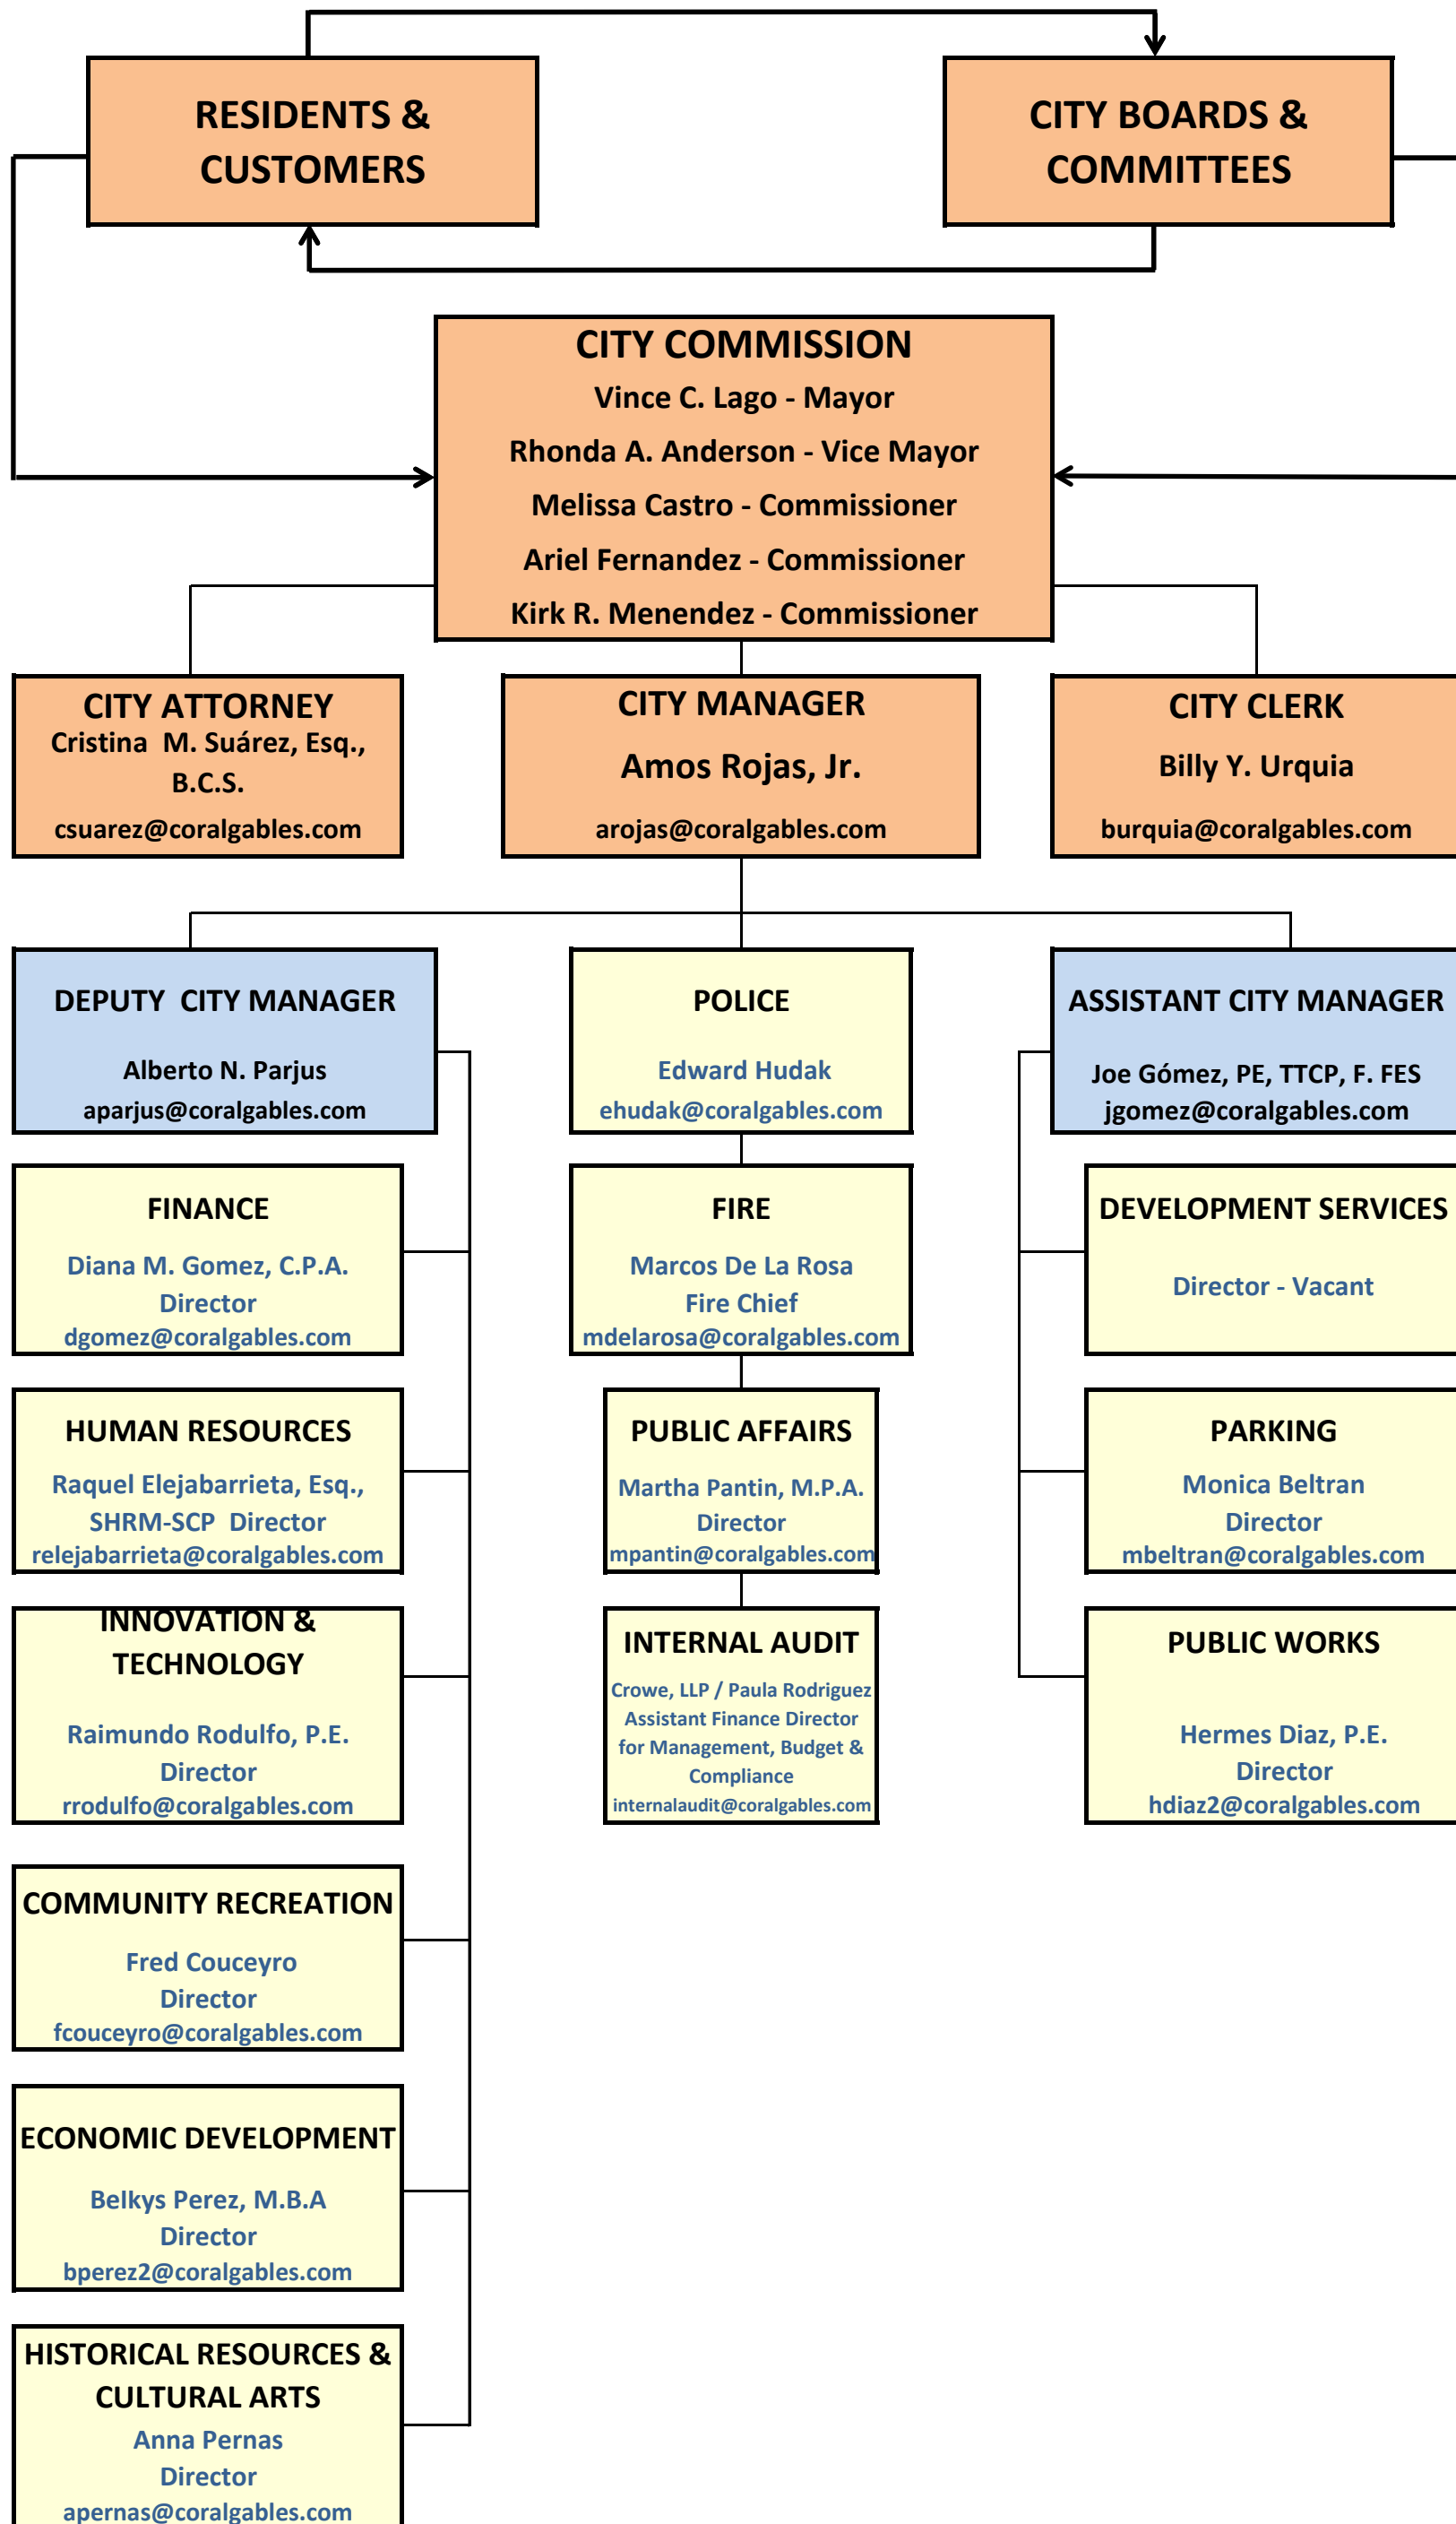 RESIDENTS &
CUSTOMERS
CITY BOARDS &
COMMITTEES
CITY COMMISSION
Vince C. Lago - Mayor
Rhonda A. Anderson - Vice Mayor
Melissa Castro - Commissioner
Ariel Fernandez - Commissioner
Kirk R. Menendez - Commissioner
CITY ATTORNEY
Cristina M. Suárez, Esq.,
B.C.S.
csuarez@coralgables.com
CITY MANAGER
Amos Rojas, Jr.
arojas@coralgables.com
CITY CLERK
Billy Y. Urquia
burquia@coralgables.com
DEPUTY CITY MANAGER
Alberto N. Parjus
aparjus@coralgables.com
POLICE
Edward Hudak
ehudak@coralgables.com
ASSISTANT CITY MANAGER
Joe Gómez, PE, TTCP, F. FES
jgomez@coralgables.com
FINANCE
Diana M. Gomez, C.P.A.
Director
dgomez@coralgables.com
FIRE
Marcos De La Rosa
Fire Chief
mdelarosa@coralgables.com
DEVELOPMENT SERVICES
Director - Vacant
HUMAN RESOURCES
Raquel Elejabarrieta, Esq.,
SHRM-SCP Director
relejabarrieta@coralgables.com
PUBLIC AFFAIRS
Martha Pantin, M.P.A.
Director
mpantin@coralgables.com
PARKING
Monica Beltran
Director
mbeltran@coralgables.com
INNOVATION &
TECHNOLOGY
Raimundo Rodulfo, P.E.
Director
rrodulfo@coralgables.com
INTERNAL AUDIT
Crowe, LLP / Paula Rodriguez
Assistant Finance Director
for Management, Budget &
Compliance
internalaudit@coralgables.com
PUBLIC WORKS
Hermes Diaz, P.E.
Director
hdiaz2@coralgables.com
COMMUNITY RECREATION
Fred Couceyro
Director
fcouceyro@coralgables.com
ECONOMIC DEVELOPMENT
Belkys Perez, M.B.A
Director
bperez2@coralgables.com
HISTORICAL RESOURCES &
CULTURAL ARTS
Anna Pernas
Director
apernas@coralgables.com